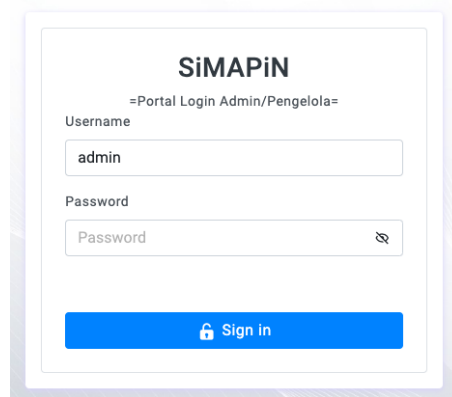 SiMAPiN
=Portal Login Admin/Pengelola=
Username
admin
Password
Password
Sign in